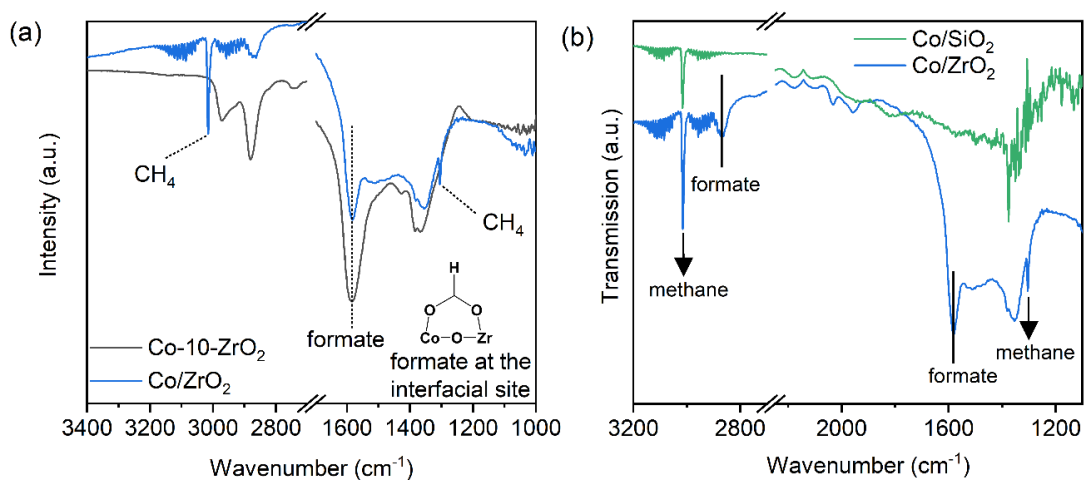 (a)
Intensity (a.u.)
CH₄
CH₄
formate
H
O O
Co—O—Zr
formate at the
interfacial site
Co-10-ZrO₂
Co/ZrO₂
3400 3200 3000 2800 1600 1400 1200 1000
Wavenumber (cm⁻¹)
(b)
Transmission (a.u.)
Co/SiO₂
Co/ZrO₂
formate
methane
formate
methane
3200 2800 2000 1600 1200
Wavenumber (cm⁻¹)